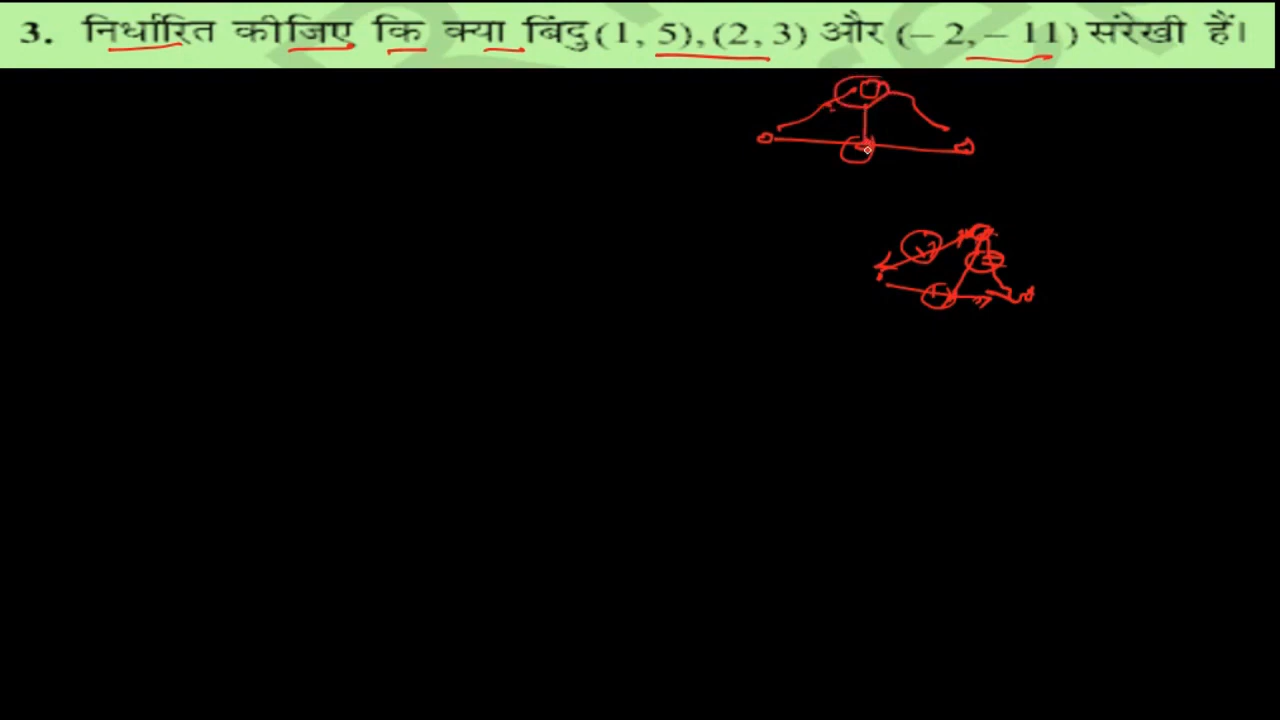 3. निर्धारित कीजिए कि क्या बिंदु (1, 5), (2, 3) और (– 2, – 11) संरेखी हैं।